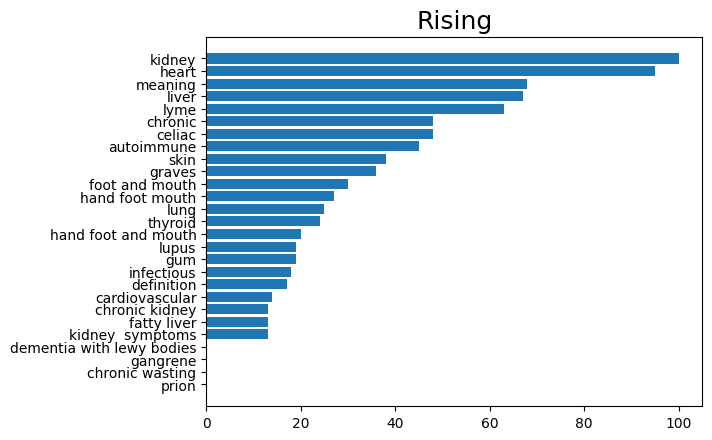 Rising
kidney
heart
meaning
liver
lyme
chronic
celiac
autoimmune
skin
graves
foot and mouth
hand foot mouth
lung
thyroid
hand foot and mouth
lupus
gum
infectious
definition
cardiovascular
chronic kidney
fatty liver
kidney  symptoms
dementia with lewy bodies
gangrene
chronic wasting
prion
0 20 40 60 80 100